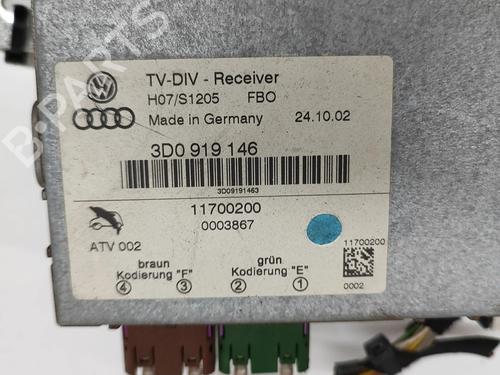 TV-DIV - Receiver
H07/S1205 FBO
Made in Germany 24.10.02
3D0 919 146
3D09191463
11700200
0003867
ATV 002
11700200
braun grün
Kodierung "F" Kodierung "E"
4 3 2 1
0002
B-PARTS